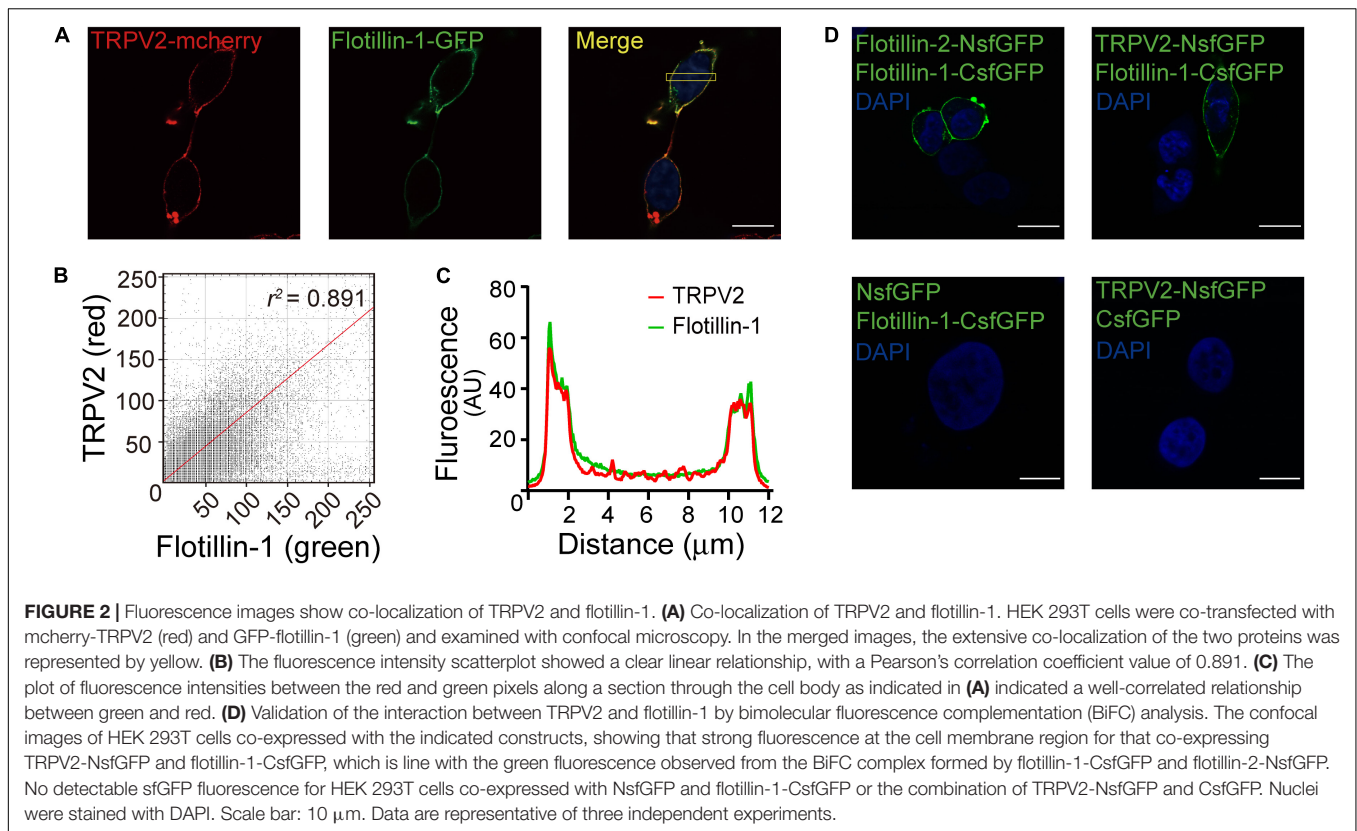 A
TRPV2-mcherry
Flotillin-1-GFP
Merge
D
Flotillin-2-NsfGFP
Flotillin-1-CsfGFP
DAPI
TRPV2-NsfGFP
Flotillin-1-CsfGFP
DAPI
B
250
200
150
100
50
0
50
100
150
200
250
r² = 0.891
TRPV2 (red)
Flotillin-1 (green)
C
80
60
40
20
0
2
4
6
8
10
12
TRPV2
Flotillin-1
Fluroescence
(AU)
Distance (μm)
NsfGFP
Flotillin-1-CsfGFP
DAPI
TRPV2-NsfGFP
CsfGFP
DAPI
FIGURE 2 | Fluorescence images show co-localization of TRPV2 and flotillin-1. (A) Co-localization of TRPV2 and flotillin-1. HEK 293T cells were co-transfected with
mcherry-TRPV2 (red) and GFP-flotillin-1 (green) and examined with confocal microscopy. In the merged images, the extensive co-localization of the two proteins was
represented by yellow. (B) The fluorescence intensity scatterplot showed a clear linear relationship, with a Pearson's correlation coefficient value of 0.891. (C) The
plot of fluorescence intensities between the red and green pixels along a section through the cell body as indicated in (A) indicated a well-correlated relationship
between green and red. (D) Validation of the interaction between TRPV2 and flotillin-1 by bimolecular fluorescence complementation (BiFC) analysis. The confocal
images of HEK 293T cells co-expressed with the indicated constructs, showing that strong fluorescence at the cell membrane region for that co-expressing
TRPV2-NsfGFP and flotillin-1-CsfGFP, which is line with the green fluorescence observed from the BiFC complex formed by flotillin-1-CsfGFP and flotillin-2-NsfGFP.
No detectable sfGFP fluorescence for HEK 293T cells co-expressed with NsfGFP and flotillin-1-CsfGFP or the combination of TRPV2-NsfGFP and CsfGFP. Nuclei
were stained with DAPI. Scale bar: 10 μm. Data are representative of three independent experiments.